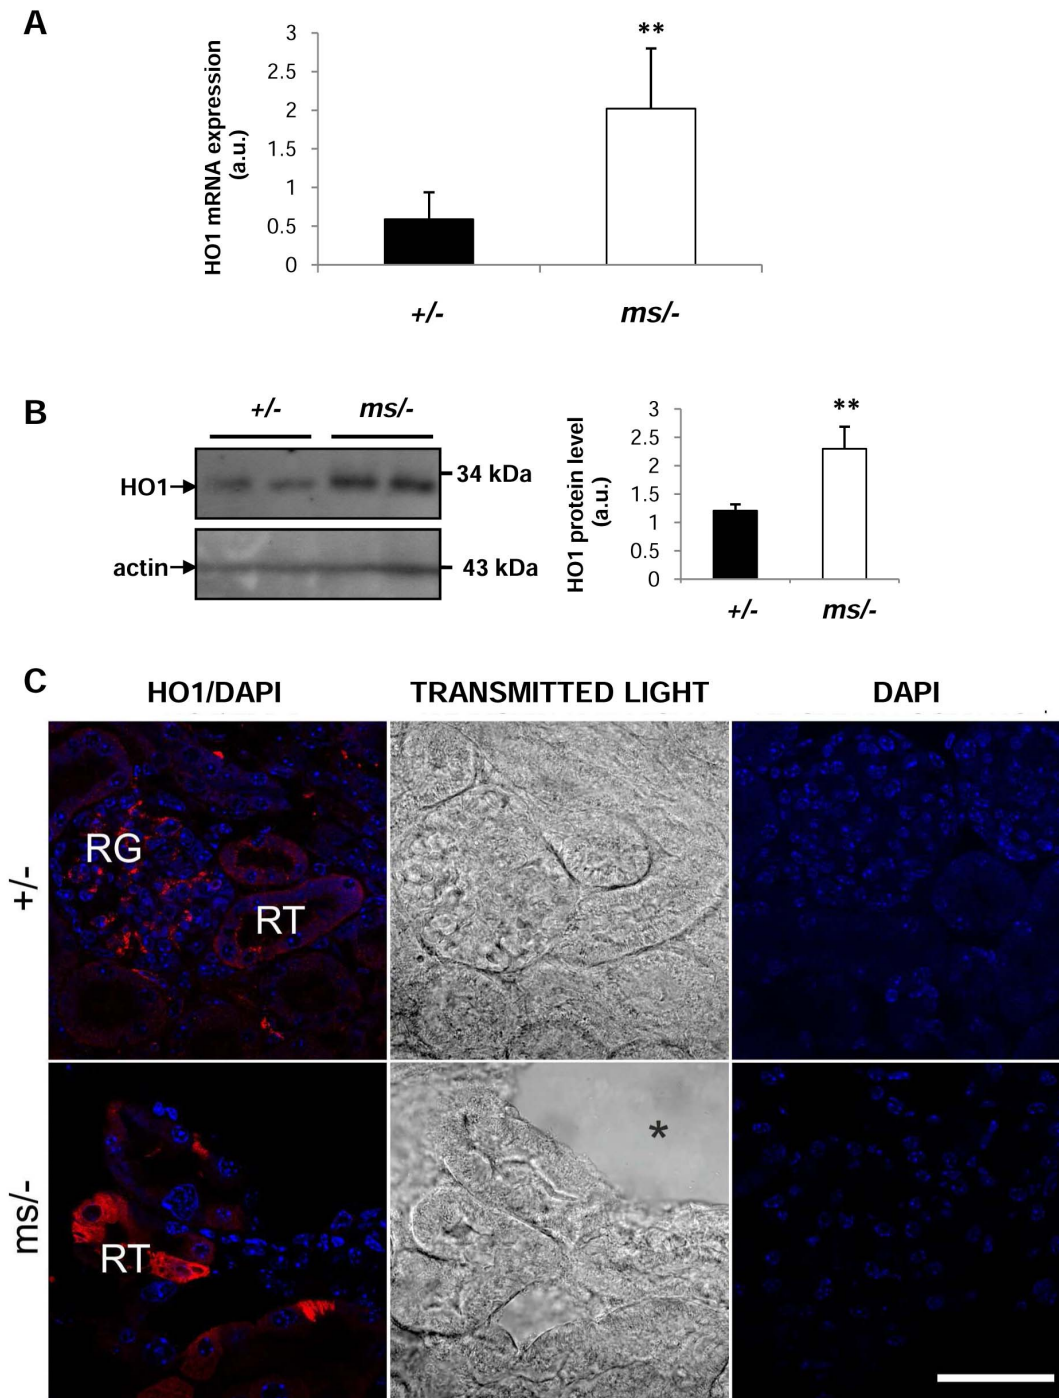 A
HO1 mRNA expression
(a.u.)
3
2.5
2
1.5
1
0.5
0
**
+/-
ms/-
B
+/-
ms/-
HO1
34 kDa
actin
43 kDa
HO1 protein level
(a.u.)
3
2.5
2
1.5
1
0.5
0
**
+/-
ms/-
C
HO1/DAPI
TRANSMITTED LIGHT
DAPI
+/-
RG
RT
ms/-
RT
*